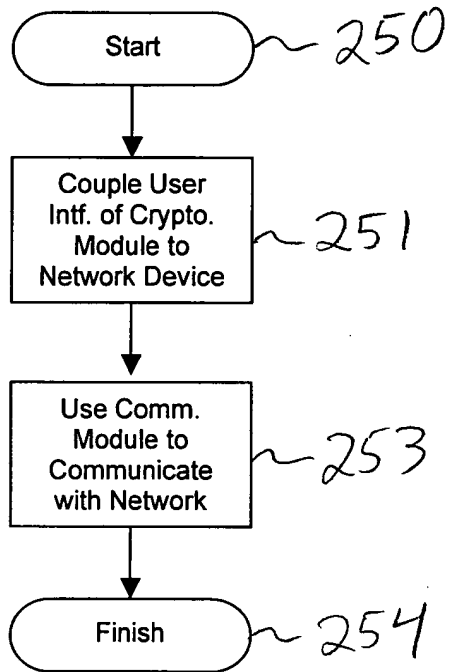 Start
250
Couple User
Intf. of Crypto.
Module to
Network Device
251
Use Comm.
Module to
Communicate
with Network
253
Finish
254